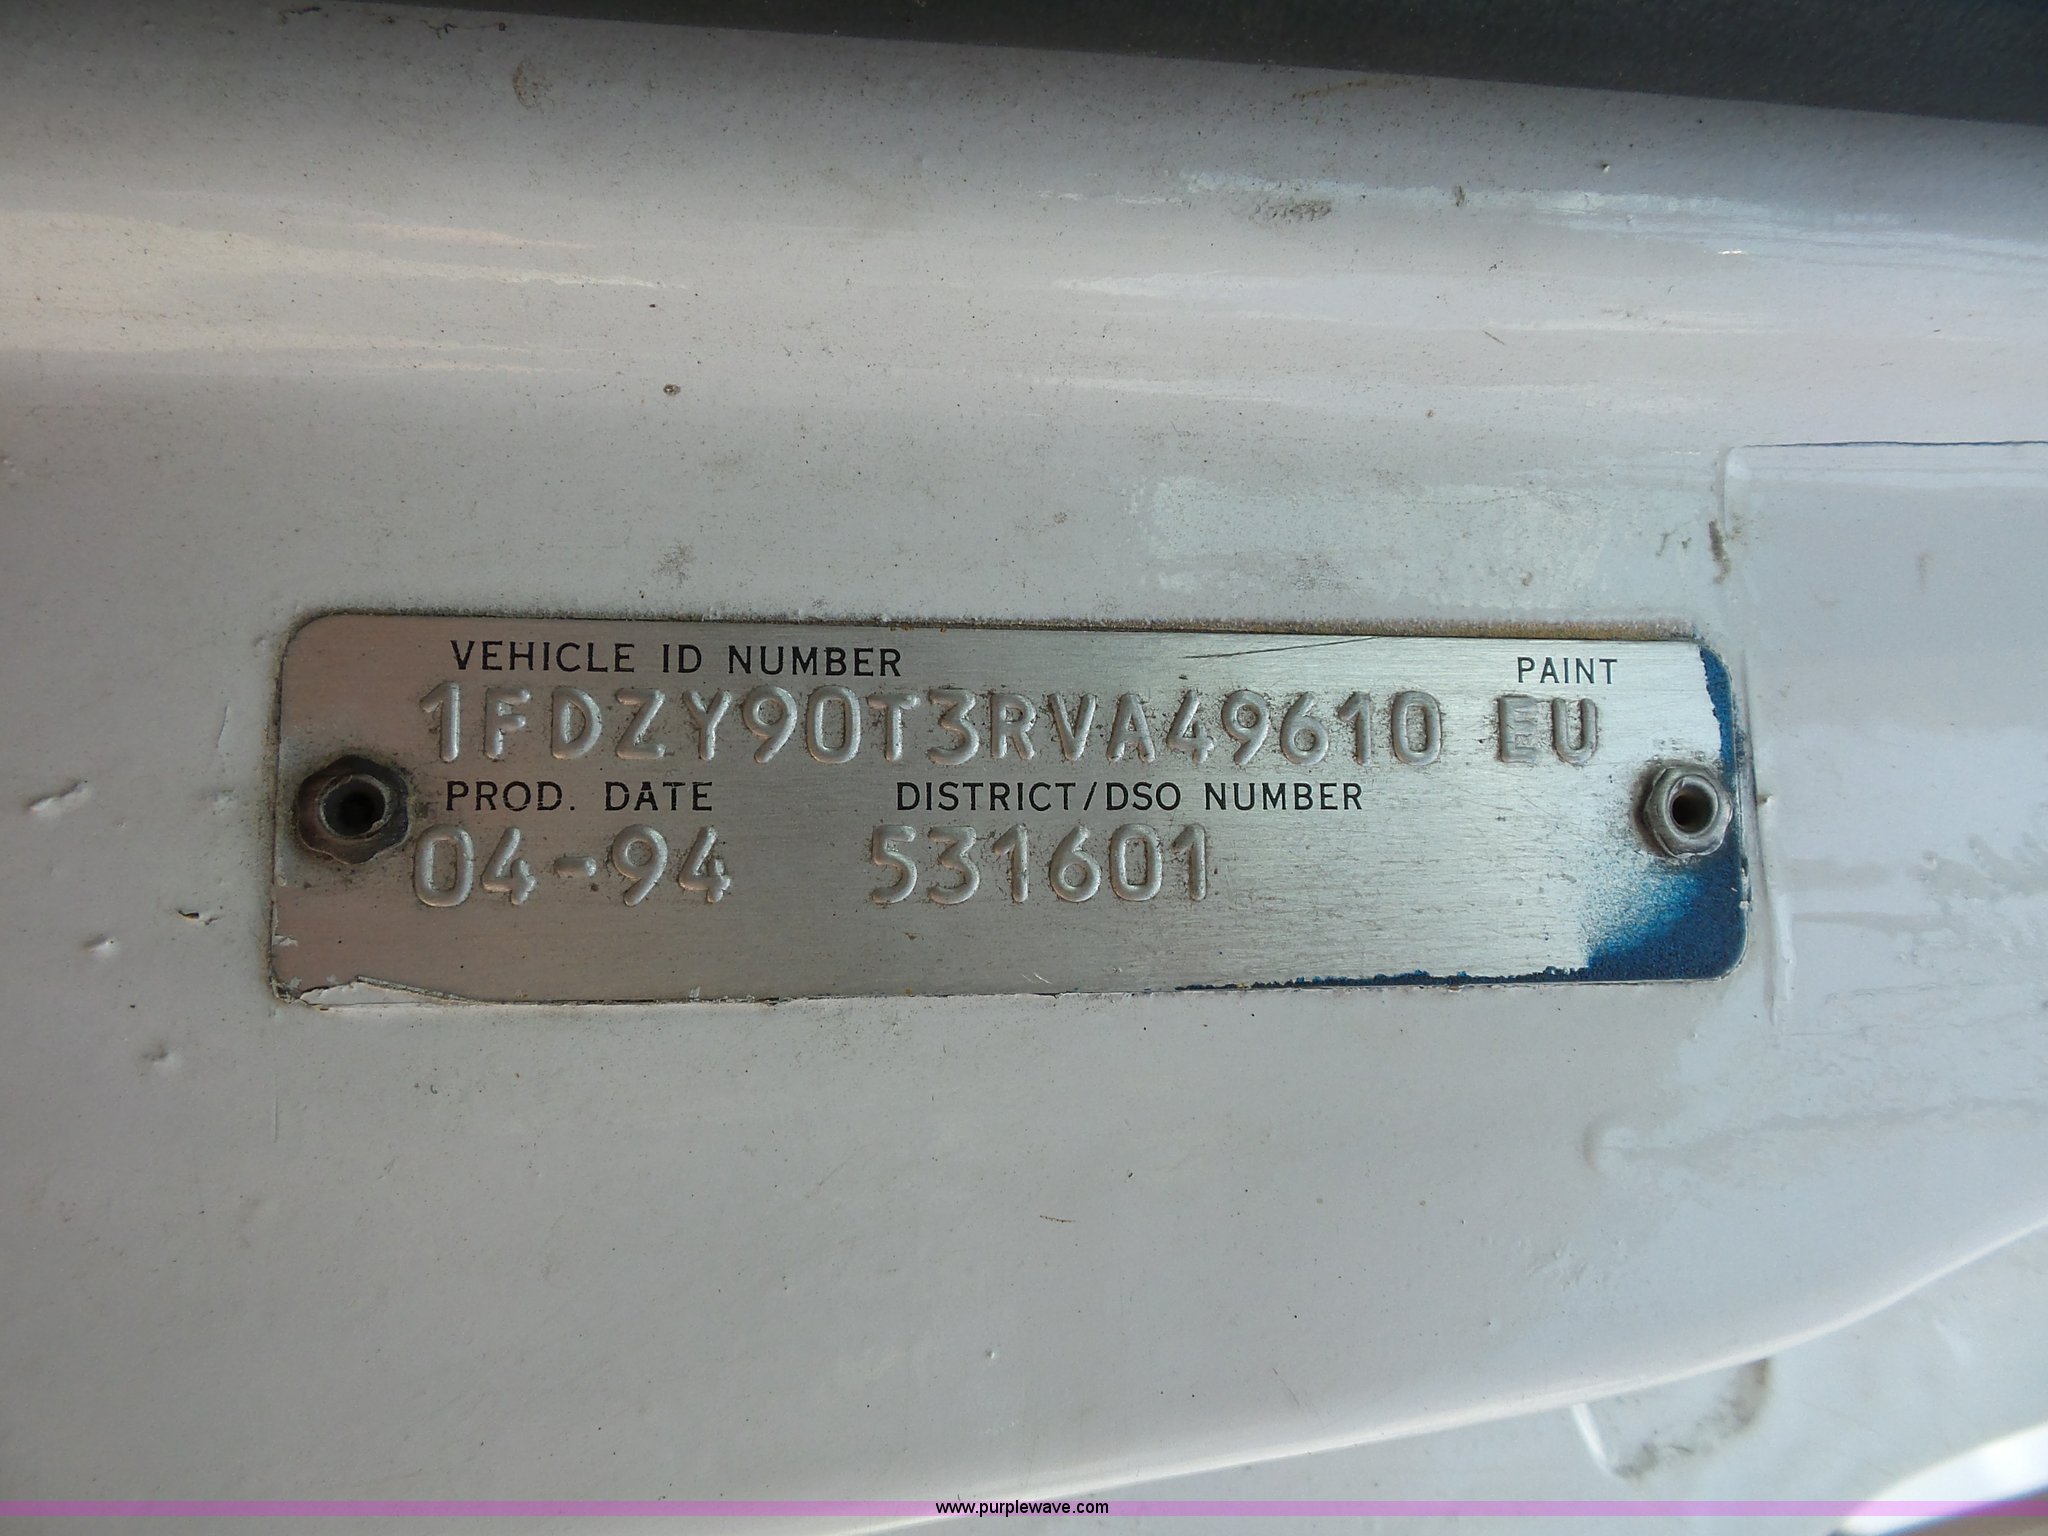 VEHICLE ID NUMBER PAINT
1FDZY90T3RVA49610 EU
PROD. DATE DISTRICT/DSO NUMBER
04-94 531601
www.purplewave.com